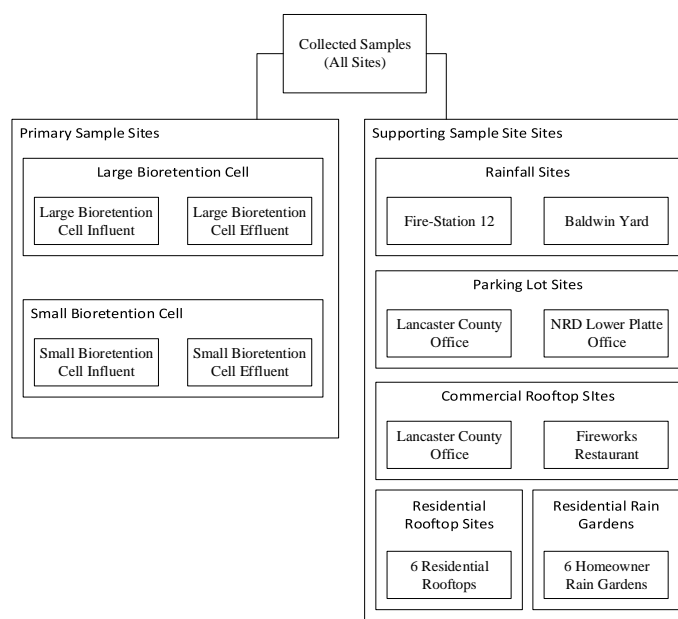 Collected Samples
(All Sites)
Primary Sample Sites
Large Bioretention Cell
Large Bioretention
Cell Influent
Large Bioretention
Cell Effluent
Small Bioretention Cell
Small Bioretention
Cell Influent
Small Bioretention
Cell Effluent
Supporting Sample Site Sites
Rainfall Sites
Fire-Station 12
Baldwin Yard
Parking Lot Sites
Lancaster County
Office
NRD Lower Platte
Office
Commercial Rooftop SItes
Lancaster County
Office
Fireworks
Restaurant
Residential
Rooftop Sites
6 Residential
Rooftops
Residential Rain
Gardens
6 Homeowner
Rain Gardens